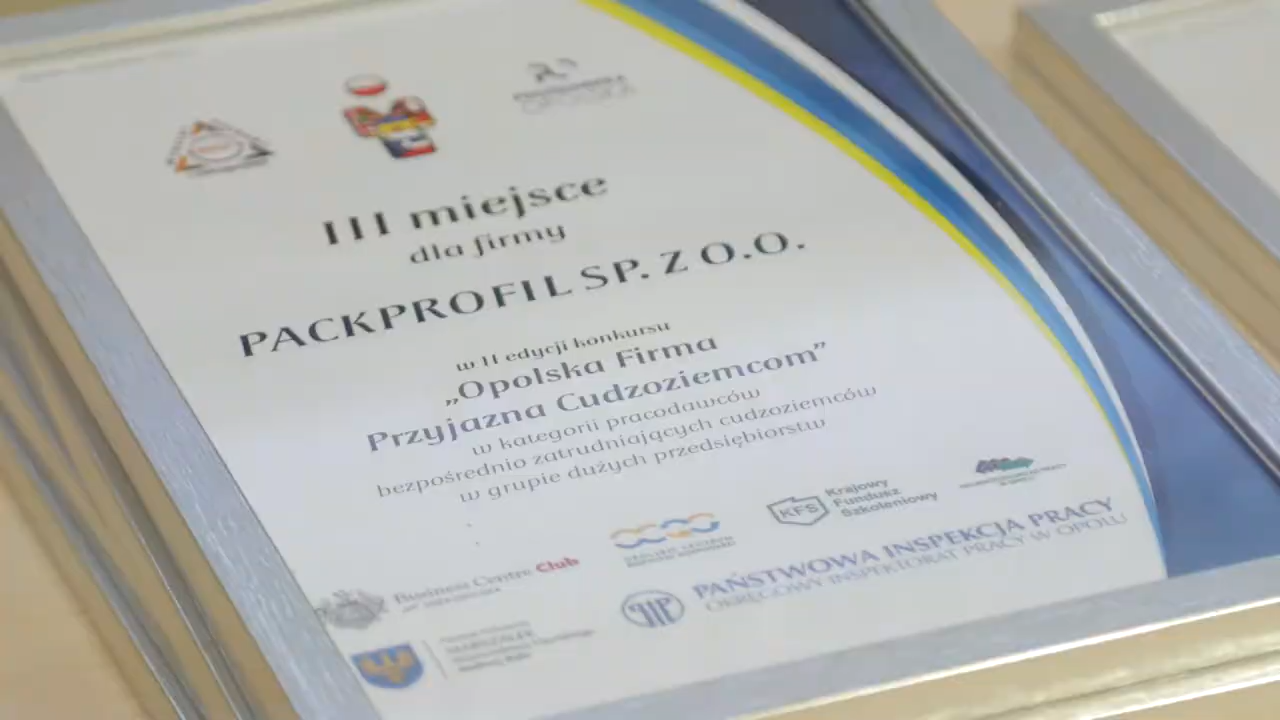 III miejsce
dla firmy
PACKPROFIL SP. Z O.O.
w II edycji konkursu
„Opolska Firma
Przyjazna Cudzoziemcom”
w kategorii pracodawców
bezpośrednio zatrudniających cudzoziemców
w grupie dużych przedsiębiorstw
KFS
Krajowy
Fundusz
Szkoleniowy
Business Centre Club
PIP
PAŃSTWOWA INSPEKCJA PRACY
OKRĘGOWY INSPEKTORAT PRACY W OPOLU